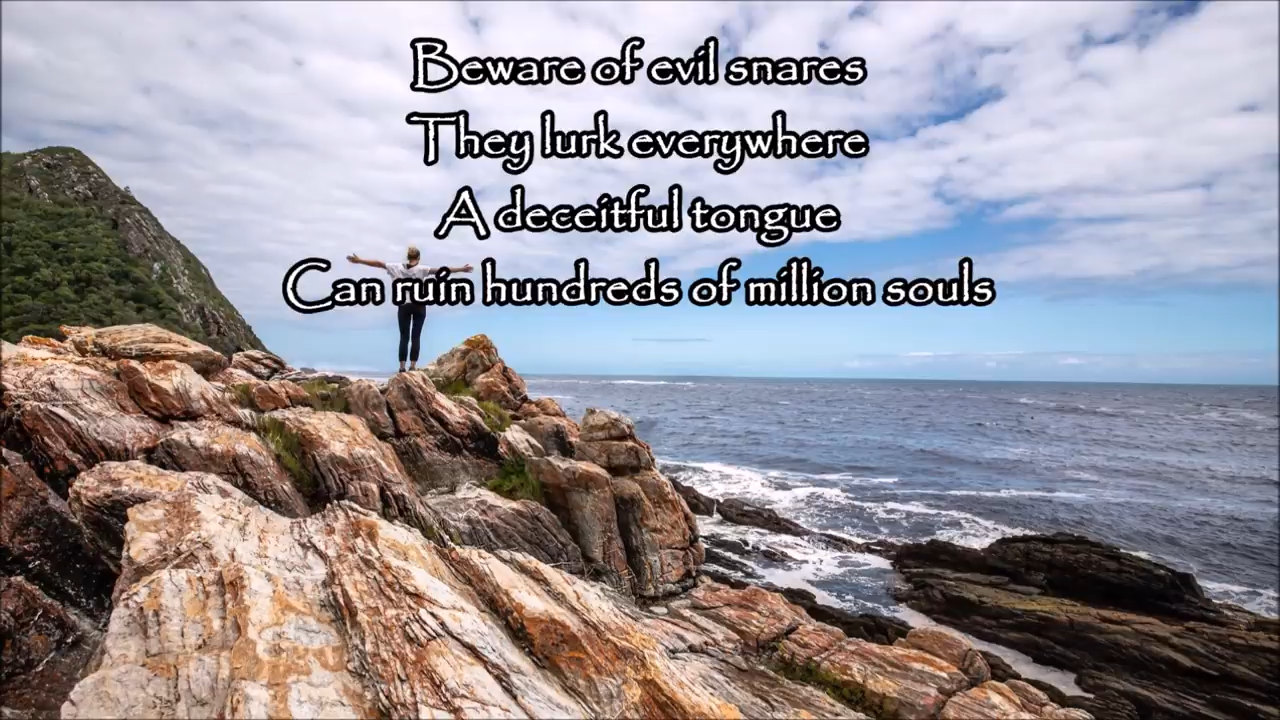 Beware of evil snares
They lurk everywhere
A deceitful tongue
Can ruin hundreds of million souls